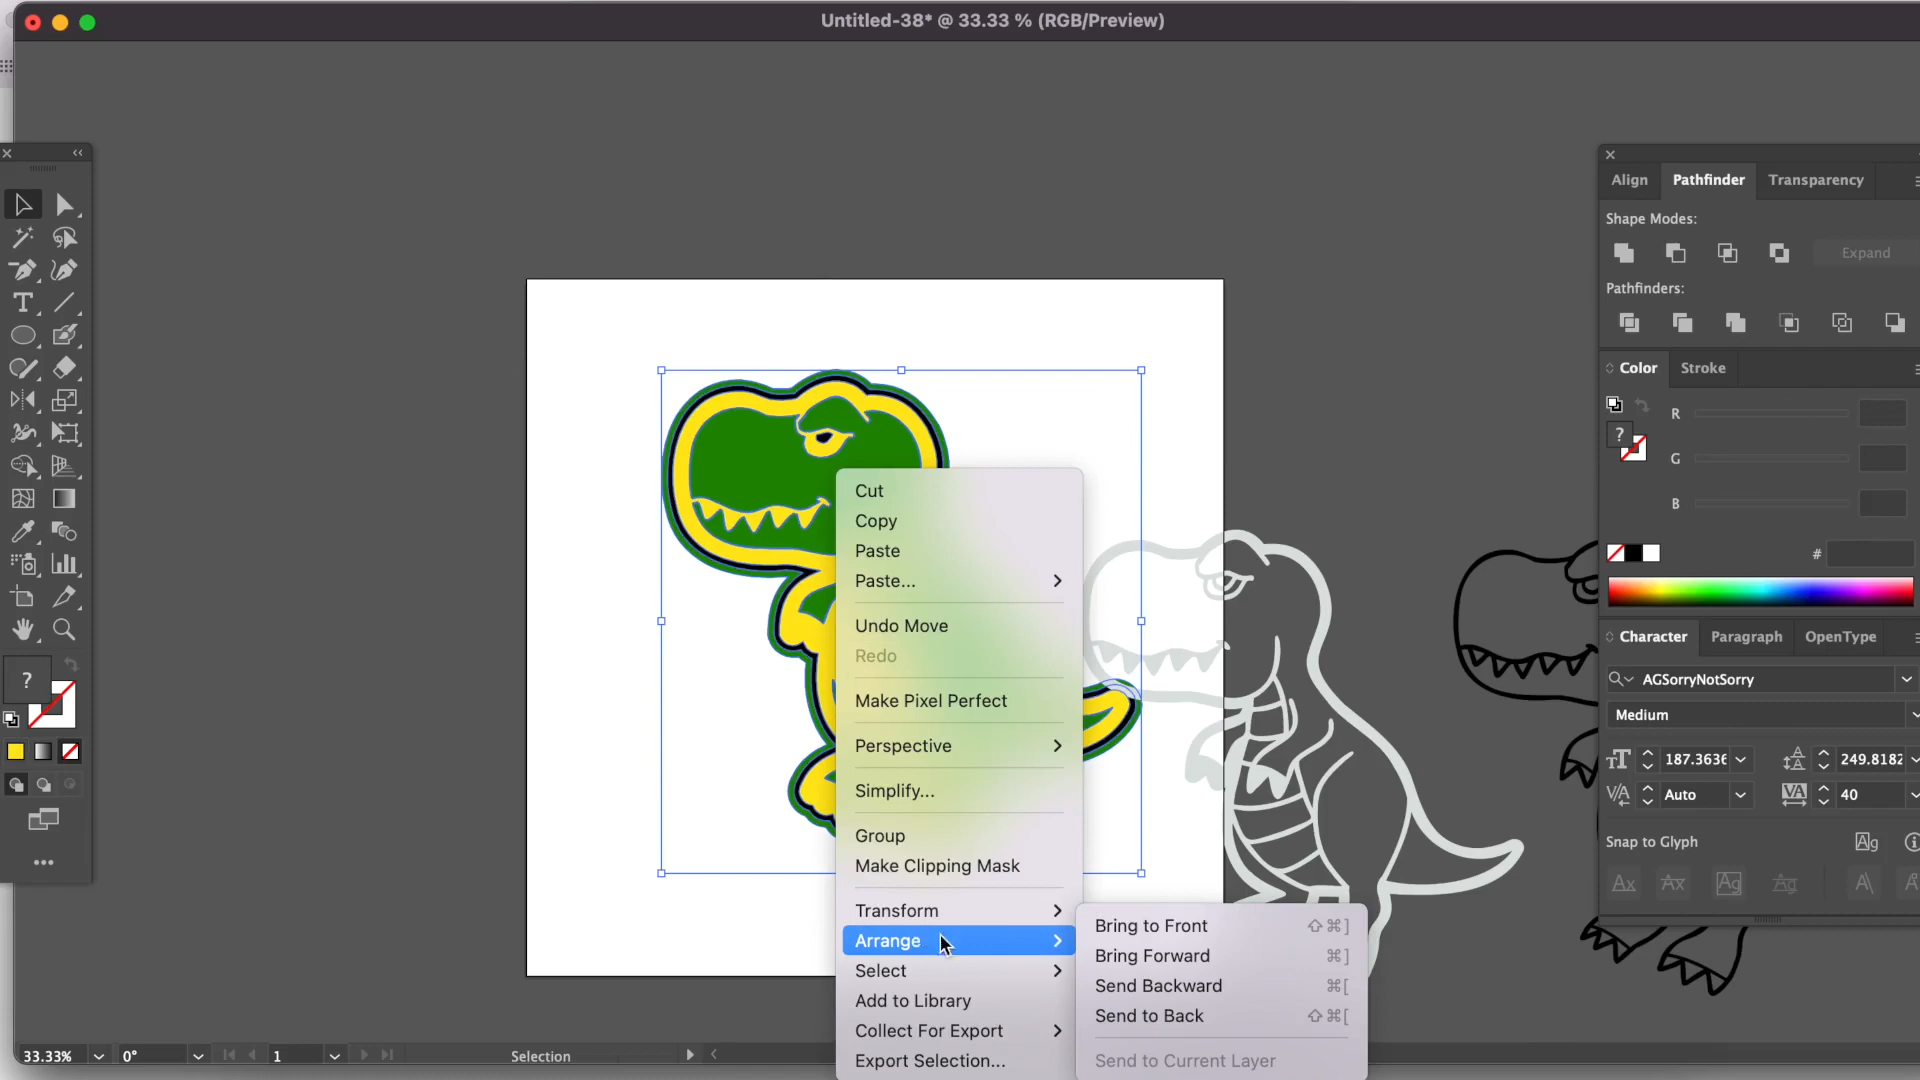 Untitled-38* @ 33.33 % (RGB/Preview)
Align Pathfinder Transparency
Shape Modes:
Expand
Pathfinders:
Color Stroke
R
G
B
#
Character Paragraph OpenType
AGSorryNotSorry
Medium
187.3636 249.8182
Auto 40
Snap to Glyph
Cut
Copy
Paste
Paste...
Undo Move
Redo
Make Pixel Perfect
Perspective
Simplify...
Group
Make Clipping Mask
Transform
Arrange
Select
Add to Library
Collect For Export
Export Selection...
Bring to Front ⇧⌘]
Bring Forward ⌘]
Send Backward ⌘[
Send to Back ⇧⌘[
Send to Current Layer
33.33% 0° 1 Selection